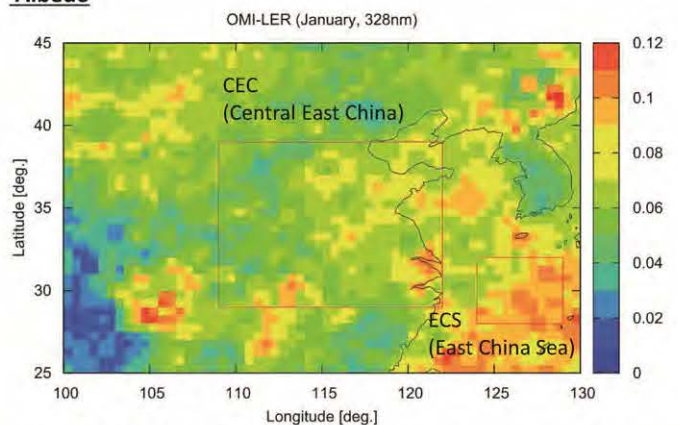 Albedo
OMI-LER (January, 328nm)
45
40
35
30
25
Latitude [deg.]
100
105
110
115
120
125
130
Longitude [deg.]
CEC
(Central East China)
ECS
(East China Sea)
0.12
0.1
0.08
0.06
0.04
0.02
0